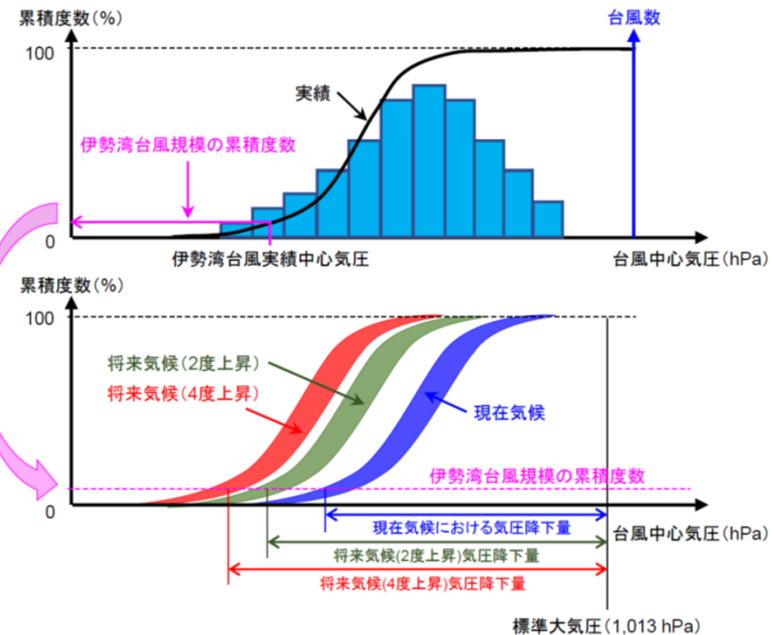 累積度数(%)
台風数
100
実績
伊勢湾台風規模の累積度数
0
伊勢湾台風実績中心気圧
台風中心気圧(hPa)
累積度数(%)
100
将来気候(2度上昇)
将来気候(4度上昇)
現在気候
伊勢湾台風規模の累積度数
0
現在気候における気圧降下量
台風中心気圧(hPa)
将来気候(2度上昇)気圧降下量
将来気候(4度上昇)気圧降下量
標準大気圧(1,013 hPa)